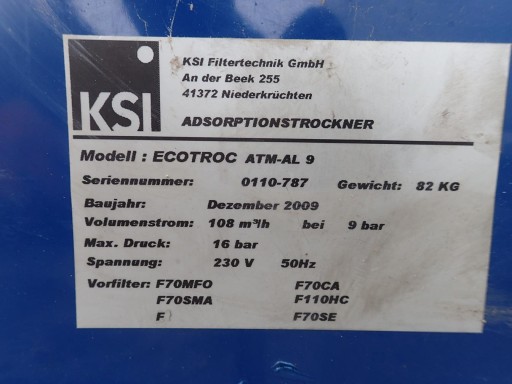 KSI
KSI Filtertechnik GmbH
An der Beek 255
41372 Niederkrüchten
ADSORPTIONSTROCKNER
Modell : ECOTROC ATM-AL 9
Seriennummer: 0110-787 Gewicht: 82 KG
Baujahr: Dezember 2009
Volumenstrom: 108 m³/h bei 9 bar
Max. Druck: 16 bar
Spannung: 230 V 50Hz
Vorfilter: F70MFO F70CA
F70SMA F110HC
F F70SE